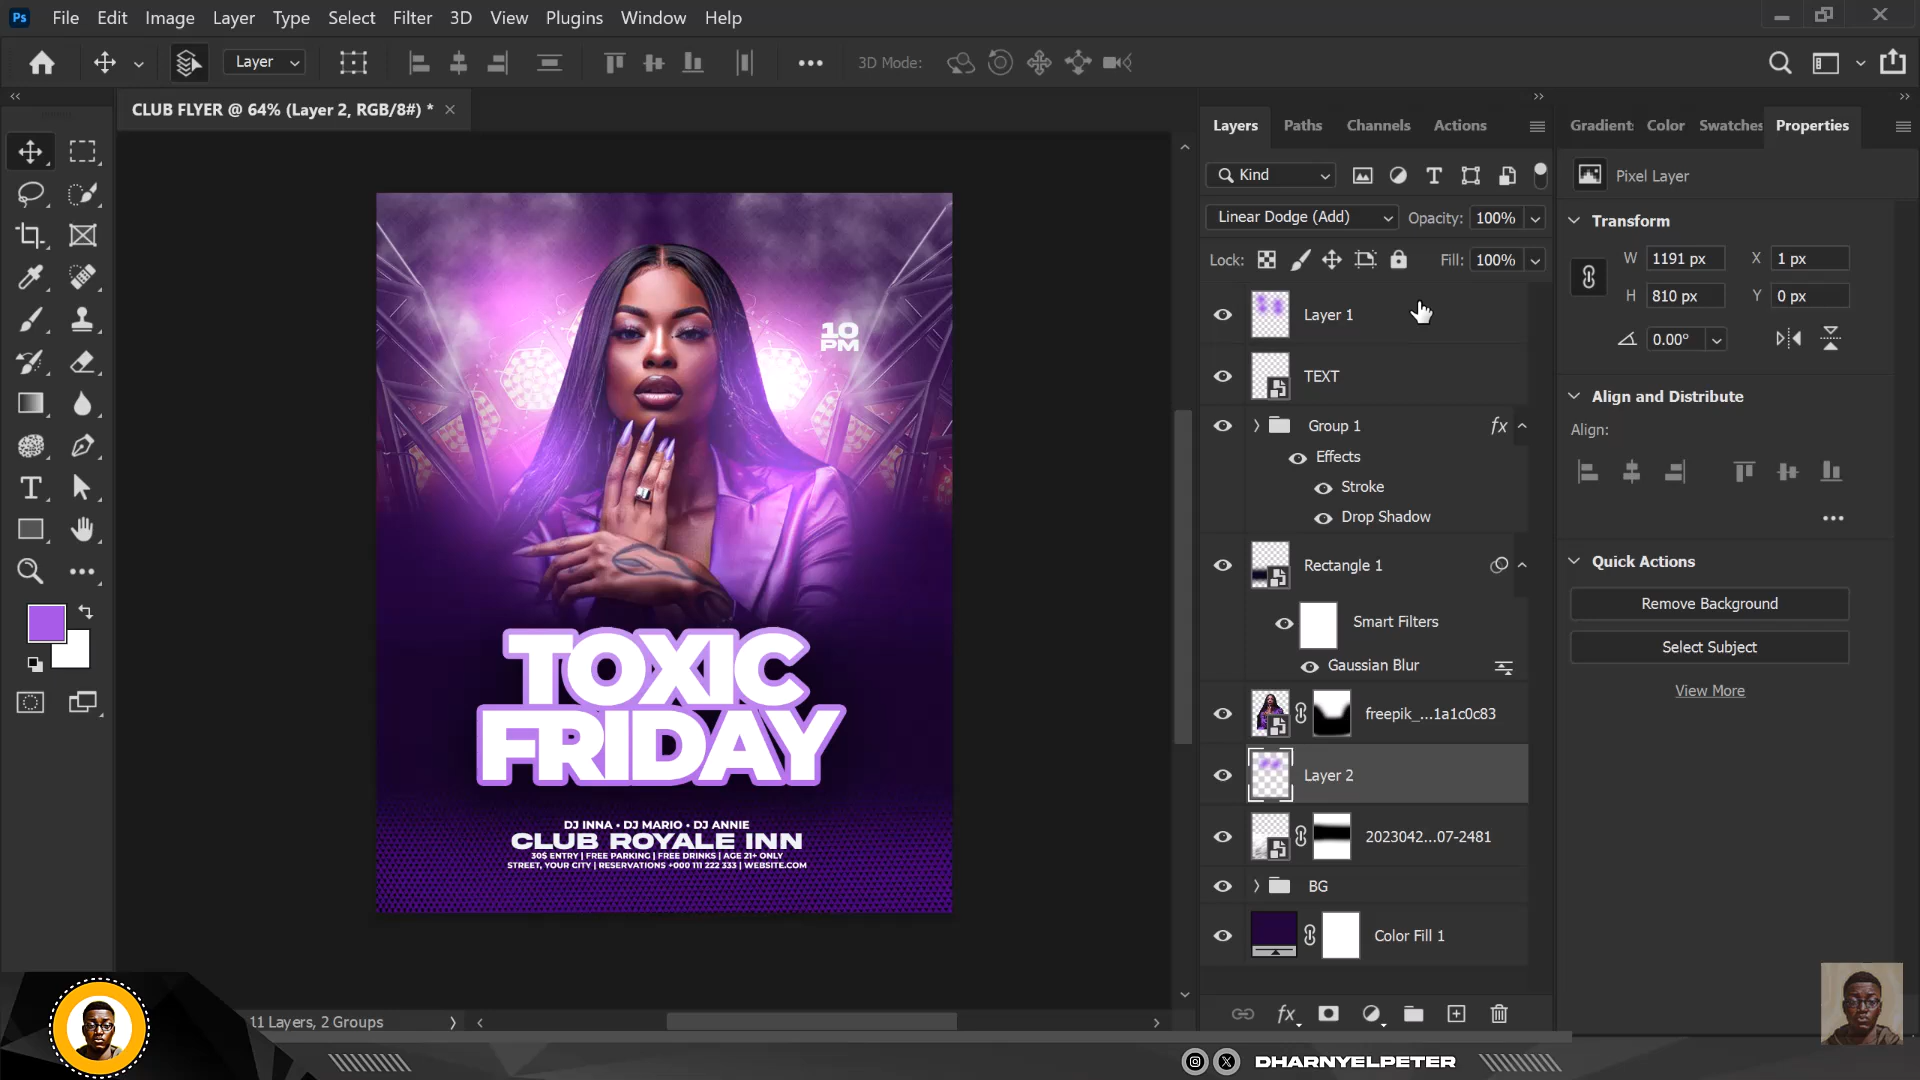 Ps File Edit Image Layer Type Select Filter 3D View Plugins Window Help
Layer 3D Mode:
CLUB FLYER @ 64% (Layer 2, RGB/8#) *
Layers Paths Channels Actions
Gradient: Color Swatches Properties
Kind
Pixel Layer
Linear Dodge (Add) Opacity: 100%
Transform
Lock: Fill: 100%
W 1191 px X 1 px
H 810 px Y 0 px
0.00°
Layer 1
TEXT
Group 1 fx
Effects
Stroke
Drop Shadow
Rectangle 1
Smart Filters
Gaussian Blur
freepik_...1a1c0c83
Layer 2
2023042...07-2481
BG
Color Fill 1
fx
Align and Distribute
Align:
Quick Actions
Remove Background
Select Subject
View More
10
PM
TOXIC
FRIDAY
DJ INNA • DJ MARIO • DJ ANNIE
CLUB ROYALE INN
30$ ENTRY | FREE PARKING | FREE DRINKS | AGE 21+ ONLY
STREET, YOUR CITY | RESERVATIONS +000 111 222 333 | WEBSITE.COM
11 Layers, 2 Groups
DHARNYELPETER